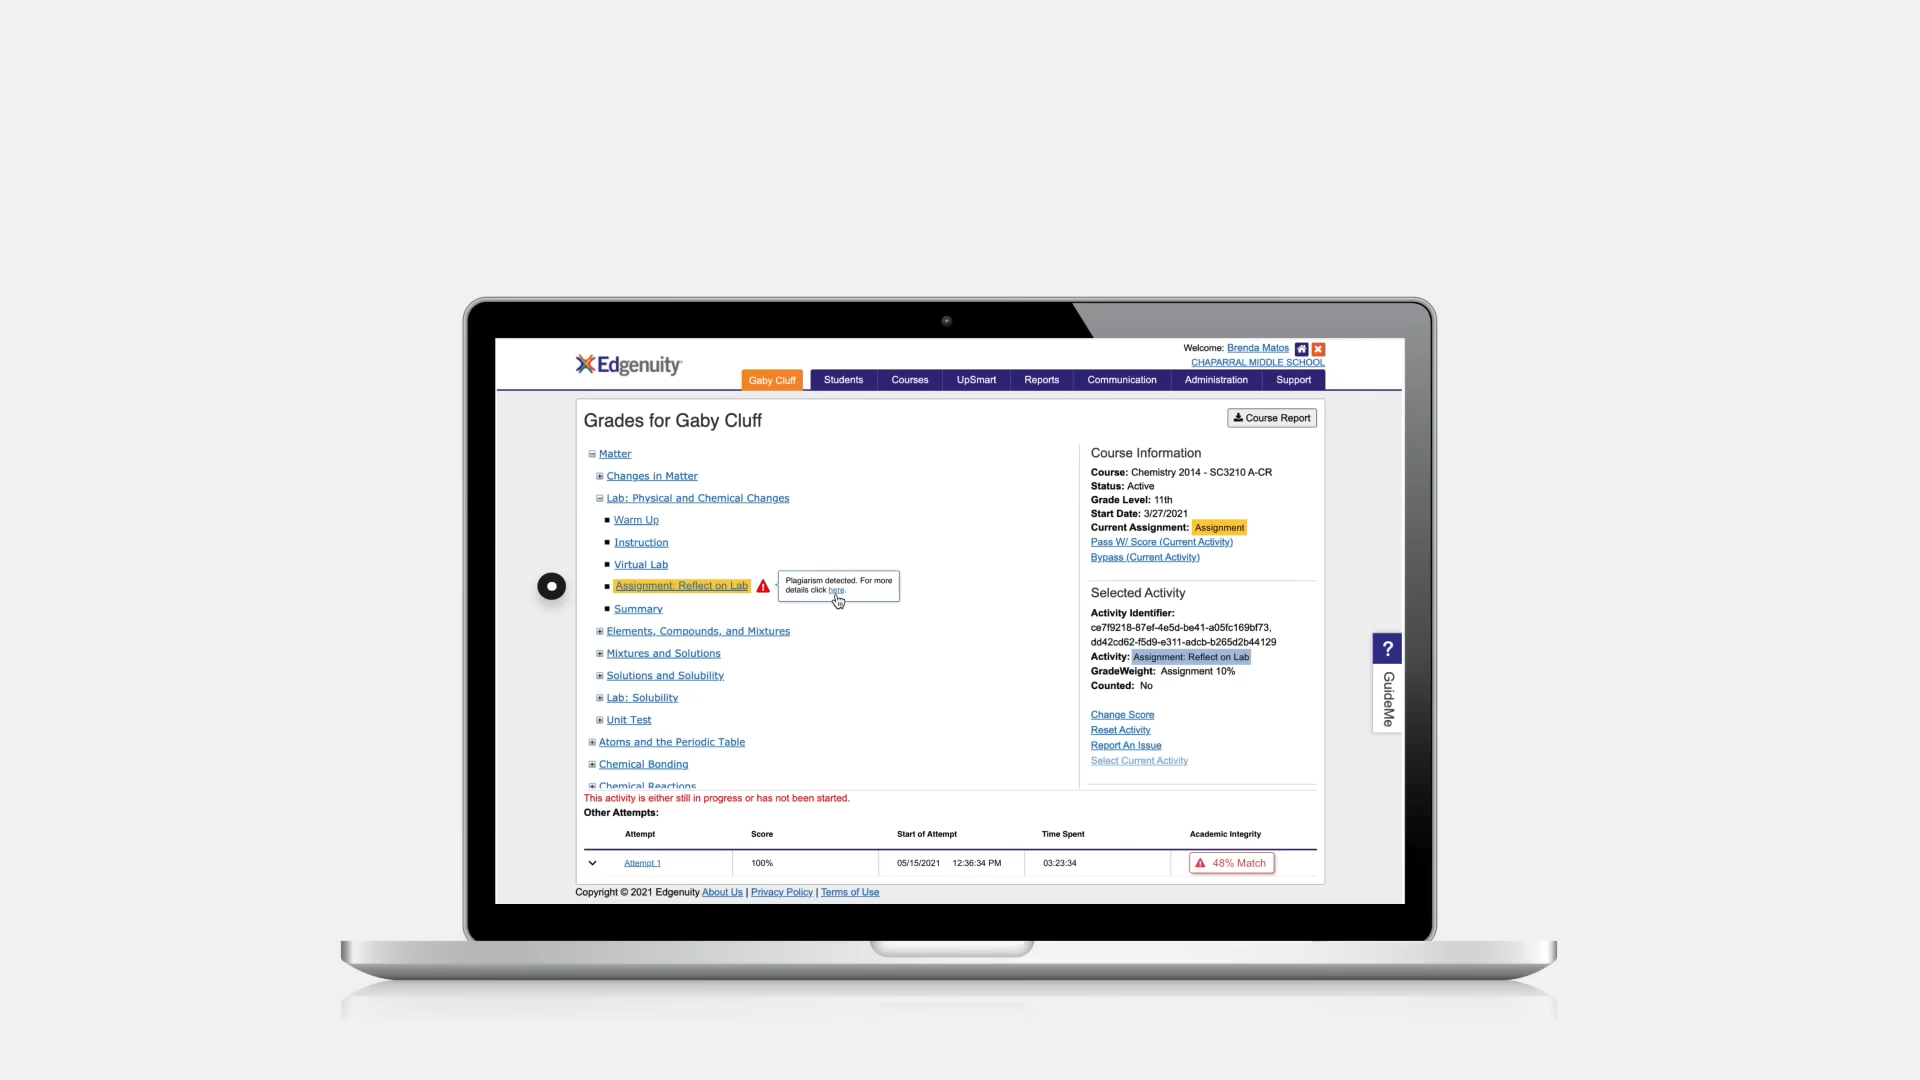 Welcome: Brenda Matos
CHAPARRAL MIDDLE SCHOOL
Edgenuity
Gaby Cluff Students Courses UpSmart Reports Communication Administration Support
Grades for Gaby Cluff
Course Report
Matter
Changes in Matter
Lab: Physical and Chemical Changes
Warm Up
Instruction
Virtual Lab
Assignment: Reflect on Lab
Plagiarism detected. For more
details click here.
Summary
Elements, Compounds, and Mixtures
Mixtures and Solutions
Solutions and Solubility
Lab: Solubility
Unit Test
Atoms and the Periodic Table
Chemical Bonding
Chemical Reactions
Course Information
Course: Chemistry 2014 - SC3210 A-CR
Status: Active
Grade Level: 11th
Start Date: 3/27/2021
Current Assignment: Assignment
Pass W/ Score (Current Activity)
Bypass (Current Activity)
Selected Activity
Activity Identifier:
ce7f9218-87ef-4e5d-be41-a05fc169bf73,
dd42cd62-f5d9-e311-adcb-b265d2b44129
Activity: Assignment: Reflect on Lab
GradeWeight: Assignment 10%
Counted: No
Change Score
Reset Activity
Report An Issue
Select Current Activity
?
GuideMe
This activity is either still in progress or has not been started.
Other Attempts:
Attempt Score Start of Attempt Time Spent Academic Integrity
Attempt 1 100% 05/15/2021 12:36:34 PM 03:23:34 48% Match
Copyright © 2021 Edgenuity About Us | Privacy Policy | Terms of Use